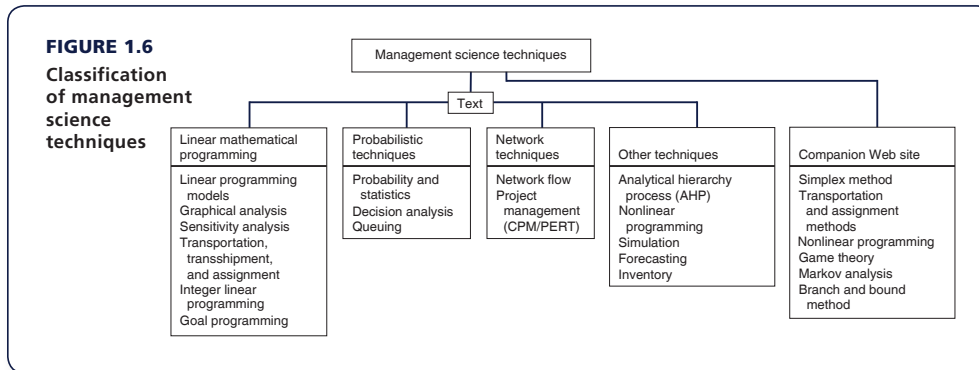 FIGURE 1.6
Classification
of management
science
techniques
Management science techniques
Text
Linear mathematical
programming
Linear programming
models
Graphical analysis
Sensitivity analysis
Transportation,
transshipment,
and assignment
Integer linear
programming
Goal programming
Probabilistic
techniques
Probability and
statistics
Decision analysis
Queuing
Network
techniques
Network flow
Project
management
(CPM/PERT)
Other techniques
Analytical hierarchy
process (AHP)
Nonlinear
programming
Simulation
Forecasting
Inventory
Companion Web site
Simplex method
Transportation
and assignment
methods
Nonlinear programming
Game theory
Markov analysis
Branch and bound
method